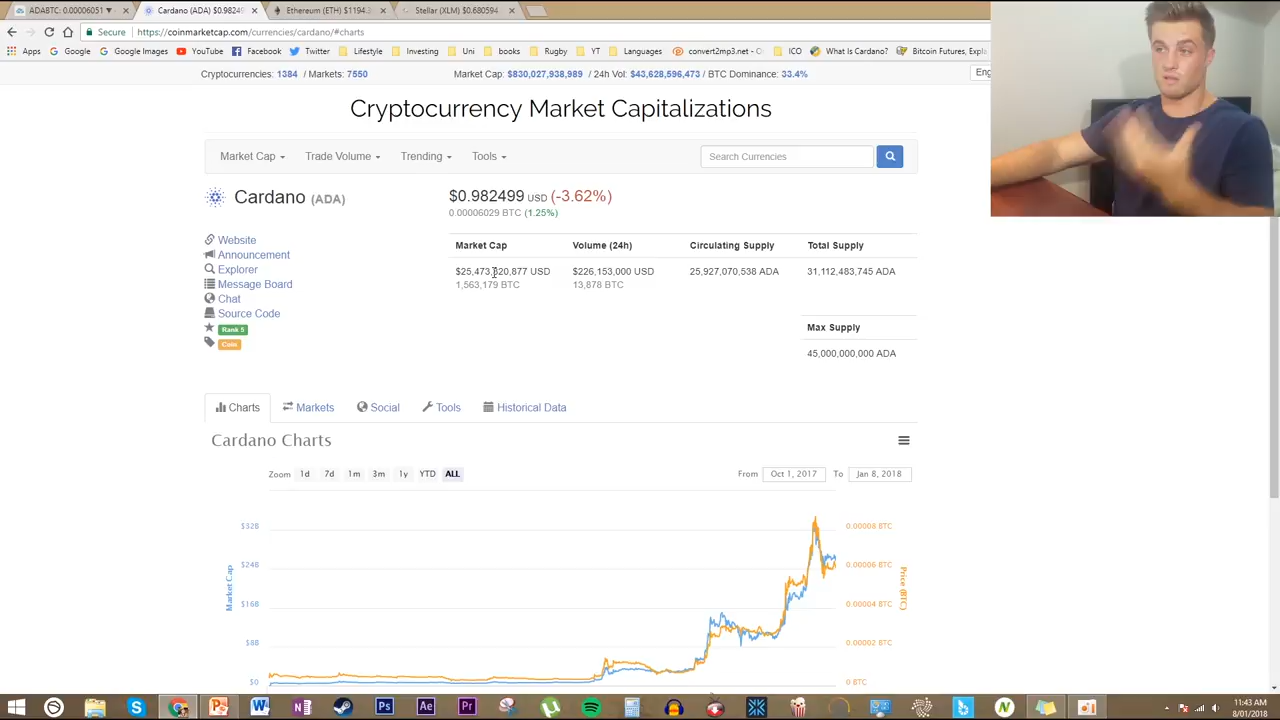 ADABTC: 0.00006051 ▼
Cardano (ADA) $0.98249
Ethereum (ETH) $1194.3
Stellar (XLM) $0.680594
Secure
https://coinmarketcap.com/currencies/cardano/#charts
Apps
Google
Google Images
YouTube
Facebook
Twitter
Lifestyle
Investing
Uni
books
Rugby
YT
Languages
convert2mp3.net -
ICO
What Is Cardano?
Bitcoin Futures, Expl
Cryptocurrencies: 1384 / Markets: 7550
Market Cap: $830,027,938,989 / 24h Vol: $43,628,596,473 / BTC Dominance: 33.4%
Eng
Cryptocurrency Market Capitalizations
Market Cap
Trade Volume
Trending
Tools
Search Currencies
Cardano (ADA)
$0.982499 USD (-3.62%)
0.00006029 BTC (1.25%)
Website
Announcement
Explorer
Message Board
Chat
Source Code
Rank 5
Coin
Market Cap
$25,473,320,877 USD
1,563,179 BTC
Volume (24h)
$226,153,000 USD
13,878 BTC
Circulating Supply
25,927,070,538 ADA
Total Supply
31,112,483,745 ADA
Max Supply
45,000,000,000 ADA
Charts
Markets
Social
Tools
Historical Data
Cardano Charts
Zoom 1d 7d 1m 3m 1y YTD ALL
From Oct 1, 2017 To Jan 8, 2018
$32B
$24B
$16B
$8B
$0
Market Cap
0.00008 BTC
0.00006 BTC
0.00004 BTC
0.00002 BTC
0 BTC
Price (BTC)
11:43 AM
8/01/2018